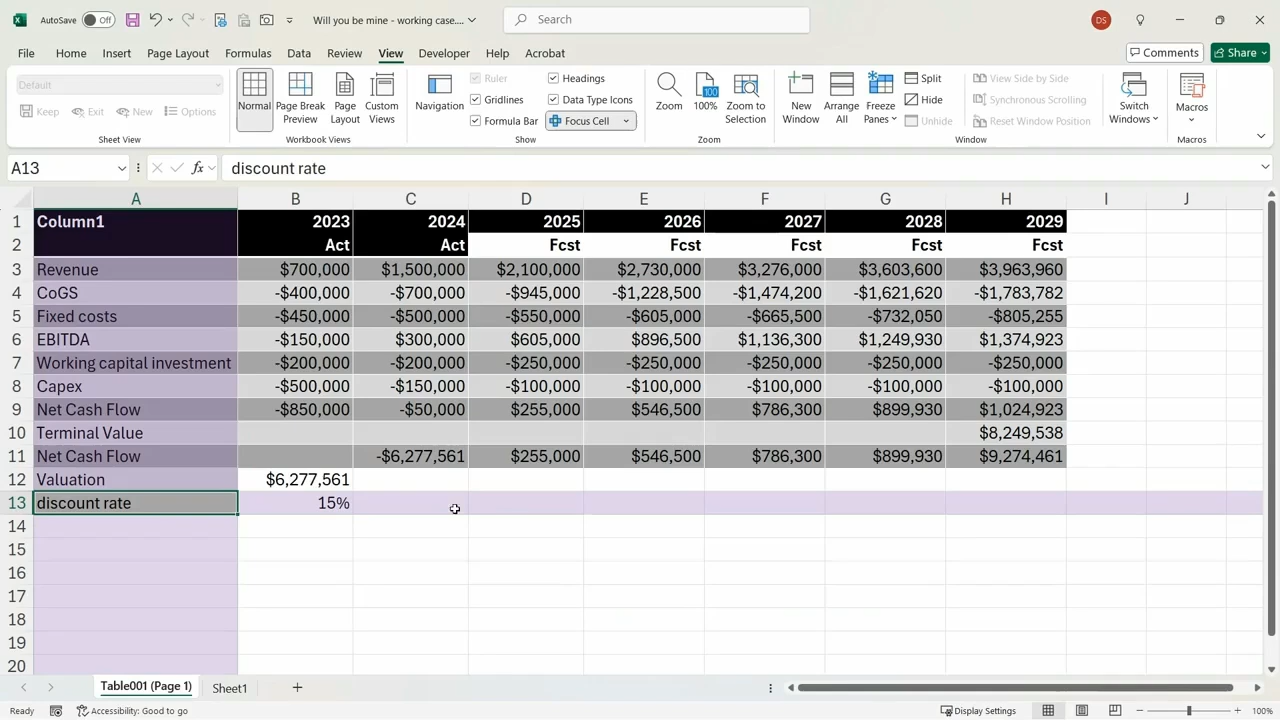 AutoSave Off Will you be mine - working case.... Search DS
File Home Insert Page Layout Formulas Data Review View Developer Help Acrobat Comments Share
Default
Keep Exit New Options
Sheet View
Normal Page Break Preview Page Layout Custom Views
Workbook Views
Navigation
Ruler Headings
Gridlines Data Type Icons
Formula Bar Focus Cell
Show
Zoom 100 100% Zoom to Selection
Zoom
New Window Arrange All Freeze Panes
Split View Side by Side
Hide Synchronous Scrolling
Unhide Reset Window Position
Switch Windows
Window
Macros
Macros
A13 fx discount rate
A B C D E F G H I J
1 Column1 2023 2024 2025 2026 2027 2028 2029
2 Act Act Fcst Fcst Fcst Fcst Fcst
3 Revenue $700,000 $1,500,000 $2,100,000 $2,730,000 $3,276,000 $3,603,600 $3,963,960
4 CoGS -$400,000 -$700,000 -$945,000 -$1,228,500 -$1,474,200 -$1,621,620 -$1,783,782
5 Fixed costs -$450,000 -$500,000 -$550,000 -$605,000 -$665,500 -$732,050 -$805,255
6 EBITDA -$150,000 $300,000 $605,000 $896,500 $1,136,300 $1,249,930 $1,374,923
7 Working capital investment -$200,000 -$200,000 -$250,000 -$250,000 -$250,000 -$250,000 -$250,000
8 Capex -$500,000 -$150,000 -$100,000 -$100,000 -$100,000 -$100,000 -$100,000
9 Net Cash Flow -$850,000 -$50,000 $255,000 $546,500 $786,300 $899,930 $1,024,923
10 Terminal Value $8,249,538
11 Net Cash Flow -$6,277,561 $255,000 $546,500 $786,300 $899,930 $9,274,461
12 Valuation $6,277,561
13 discount rate 15%
14
15
16
17
18
19
20
Table001 (Page 1) Sheet1
Ready Accessibility: Good to go Display Settings 100%